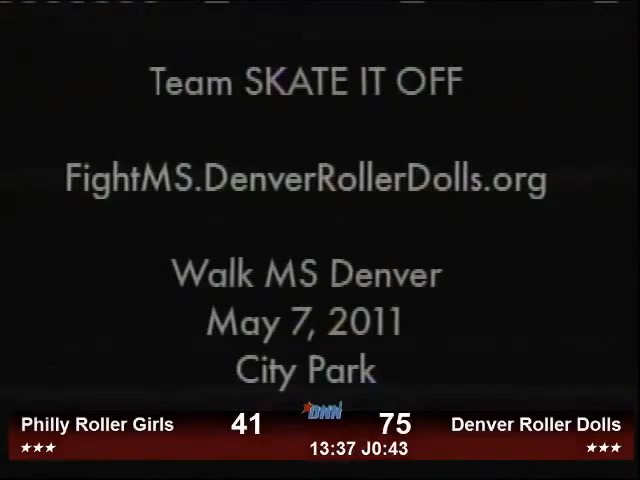 Team SKATE IT OFF
FightMS.DenverRollerDolls.org
Walk MS Denver
May 7, 2011
City Park
DNN
Philly Roller Girls 41 75 Denver Roller Dolls
★★★ 13:37 J0:43 ★★★